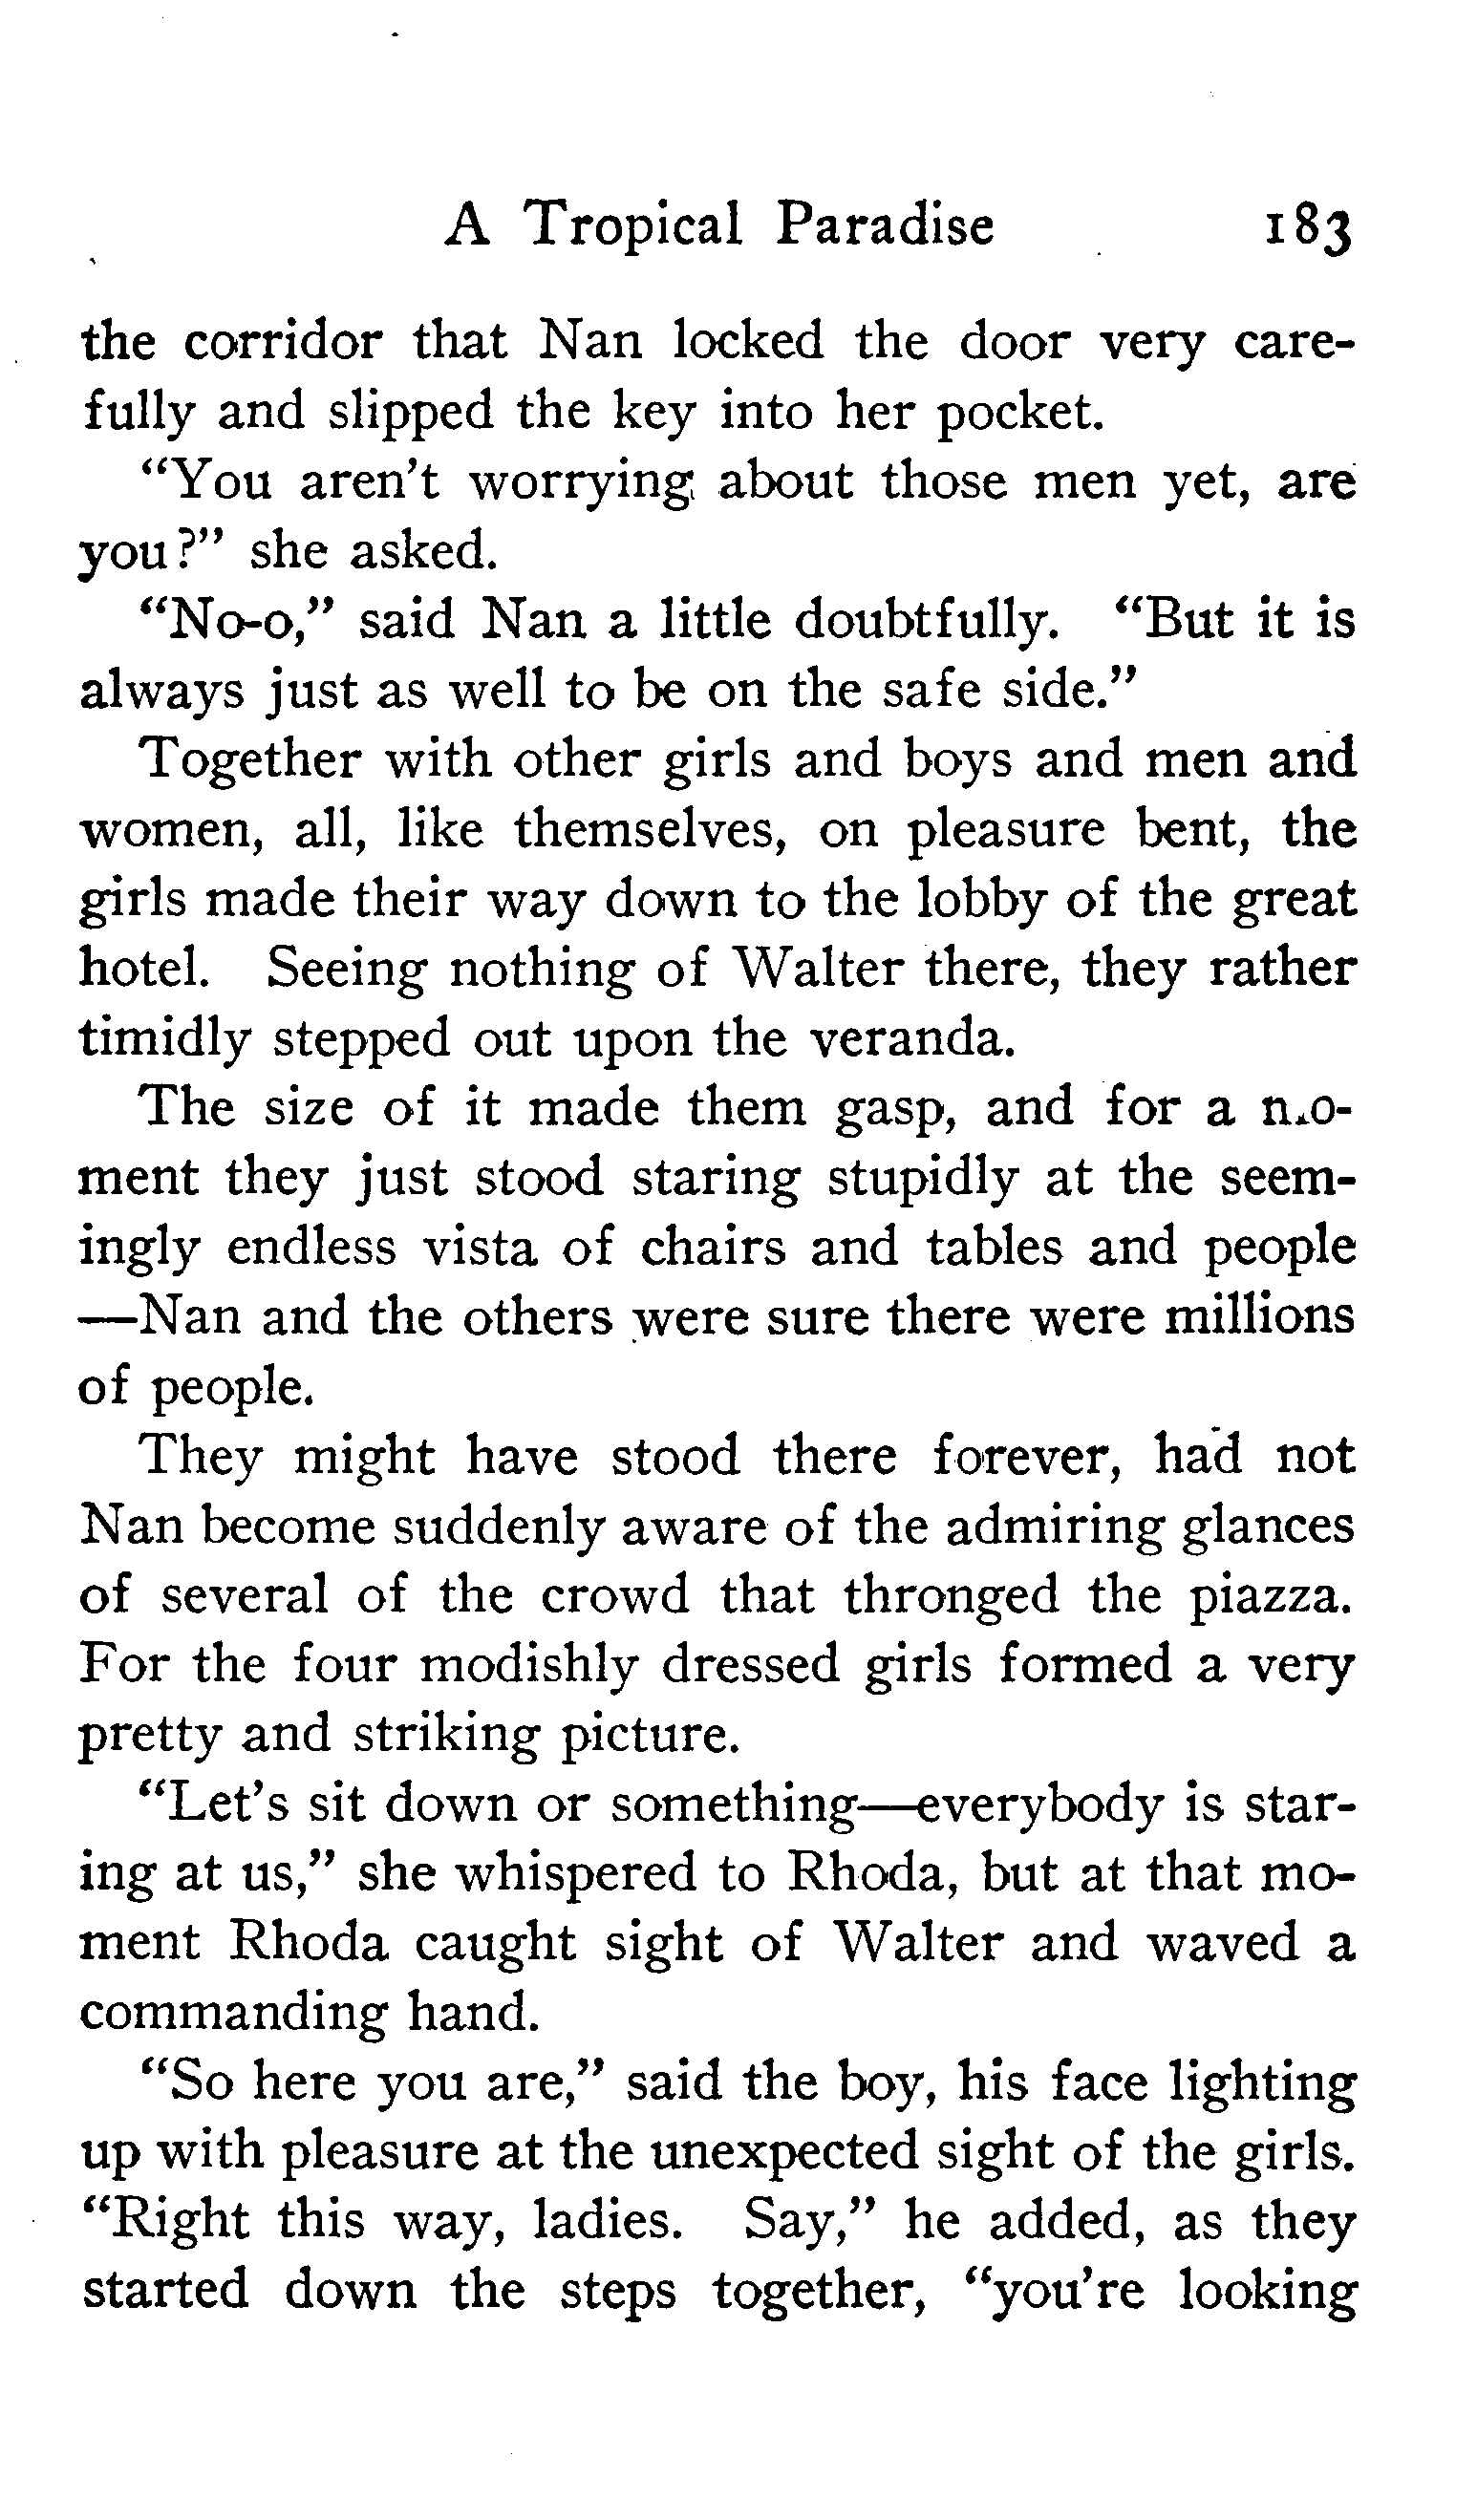 A Tropical Paradise 183
the corridor that Nan locked the door very care-
fully and slipped the key into her pocket.
"You aren't worrying about those men yet, are
you?" she asked.
"No-o," said Nan a little doubtfully. "But it is
always just as well to be on the safe side."
Together with other girls and boys and men and
women, all, like themselves, on pleasure bent, the
girls made their way down to the lobby of the great
hotel. Seeing nothing of Walter there, they rather
timidly stepped out upon the veranda.
The size of it made them gasp, and for a mo-
ment they just stood staring stupidly at the seem-
ingly endless vista of chairs and tables and people
—Nan and the others were sure there were millions
of people.
They might have stood there forever, had not
Nan become suddenly aware of the admiring glances
of several of the crowd that thronged the piazza.
For the four modishly dressed girls formed a very
pretty and striking picture.
"Let's sit down or something—everybody is star-
ing at us," she whispered to Rhoda, but at that mo-
ment Rhoda caught sight of Walter and waved a
commanding hand.
"So here you are," said the boy, his face lighting
up with pleasure at the unexpected sight of the girls.
"Right this way, ladies. Say," he added, as they
started down the steps together, "you're looking